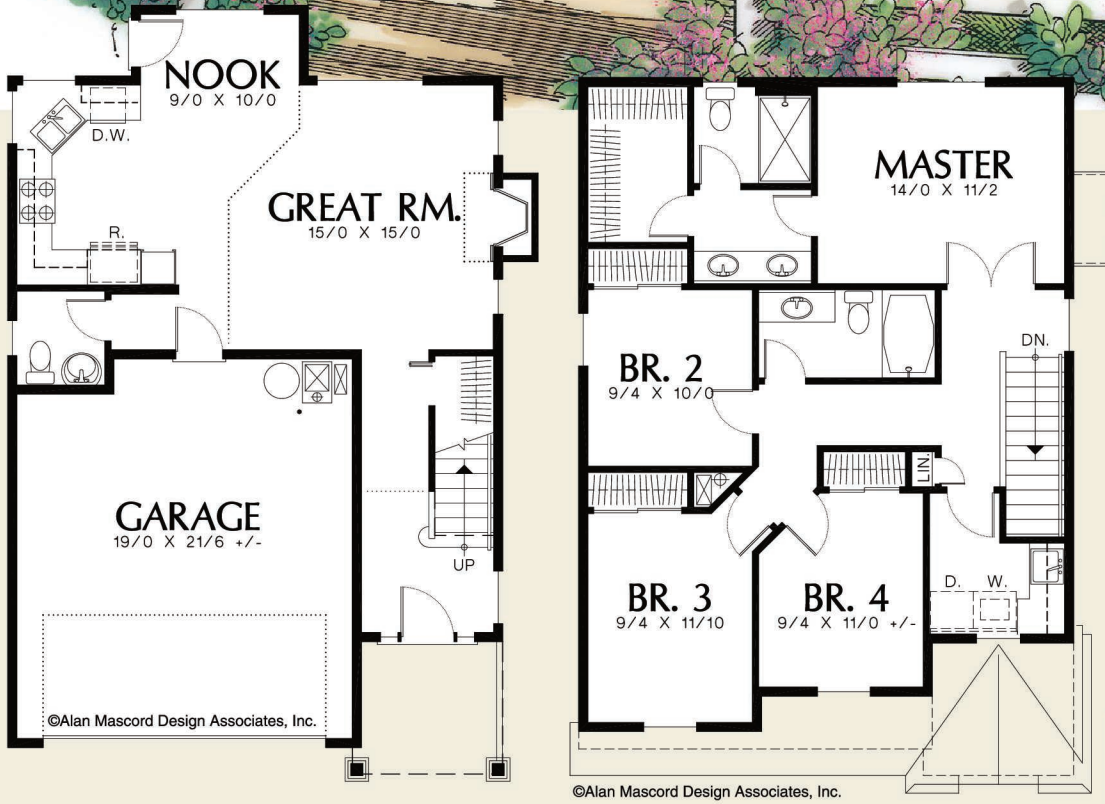 NOOK
9/0 X 10/0
D.W.
GREAT RM.
15/0 X 15/0
R.
GARAGE
19/0 X 21/6 +/-
UP
©Alan Mascord Design Associates, Inc.
MASTER
14/0 X 11/2
DN.
BR. 2
9/4 X 10/0
LIN.
BR. 3
9/4 X 11/10
BR. 4
9/4 X 11/0 +/-
D. W.
©Alan Mascord Design Associates, Inc.